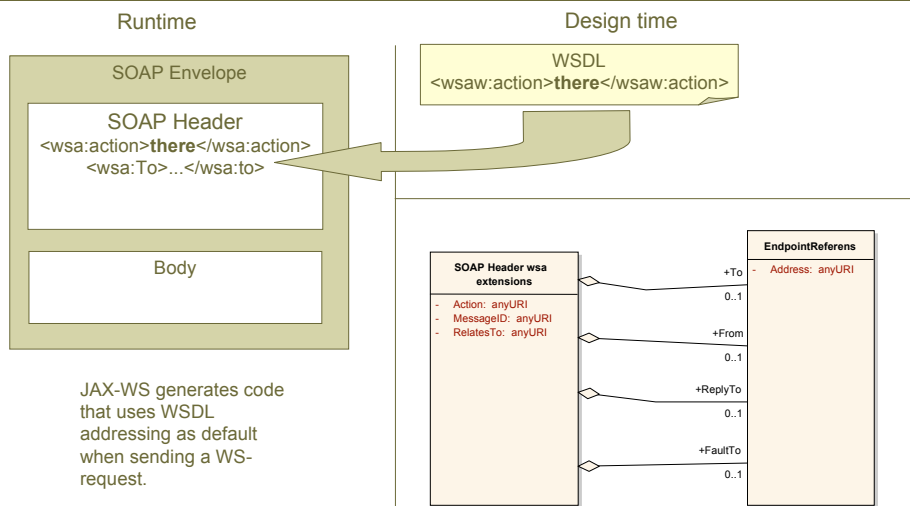 Runtime
Design time
SOAP Envelope
SOAP Header
<wsa:action>there</wsa:action>
<wsa:To>...</wsa:to>
Body
JAX-WS generates code
that uses WSDL
addressing as default
when sending a WS-
request.
WSDL
<wsaw:action>there</wsaw:action>
SOAP Header wsa
extensions
- Action: anyURI
- MessageID: anyURI
- RelatesTo: anyURI
+To
0..1
+From
0..1
+ReplyTo
0..1
+FaultTo
0..1
EndpointReferens
- Address: anyURI